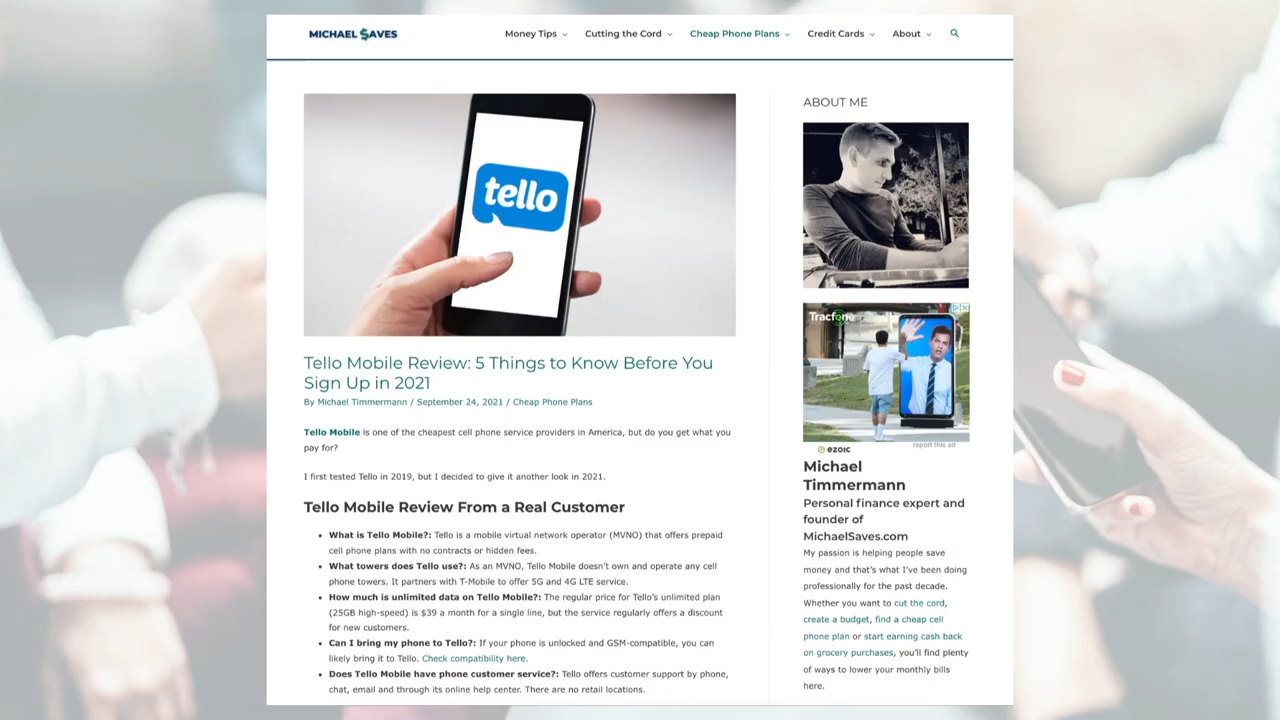 MICHAEL $AVES
Money Tips
Cutting the Cord
Cheap Phone Plans
Credit Cards
About
tello
Tello Mobile Review: 5 Things to Know Before You
Sign Up in 2021
By Michael Timmermann / September 24, 2021 / Cheap Phone Plans
Tello Mobile is one of the cheapest cell phone service providers in America, but do you get what you
pay for?
I first tested Tello in 2019, but I decided to give it another look in 2021.
Tello Mobile Review From a Real Customer
• What is Tello Mobile?: Tello is a mobile virtual network operator (MVNO) that offers prepaid
cell phone plans with no contracts or hidden fees.
• What towers does Tello use?: As an MVNO, Tello Mobile doesn't own and operate any cell
phone towers. It partners with T-Mobile to offer 5G and 4G LTE service.
• How much is unlimited data on Tello Mobile?: The regular price for Tello's unlimited plan
(25GB high-speed) is $39 a month for a single line, but the service regularly offers a discount
for new customers.
• Can I bring my phone to Tello?: If your phone is unlocked and GSM-compatible, you can
likely bring it to Tello. Check compatibility here.
• Does Tello Mobile have phone customer service?: Tello offers customer support by phone,
chat, email and through its online help center. There are no retail locations.
ABOUT ME
Tracfone
ezoic
report this ad
Michael
Timmermann
Personal finance expert and
founder of
MichaelSaves.com
My passion is helping people save
money and that's what I've been doing
professionally for the past decade.
Whether you want to cut the cord,
create a budget, find a cheap cell
phone plan or start earning cash back
on grocery purchases, you'll find plenty
of ways to lower your monthly bills
here.